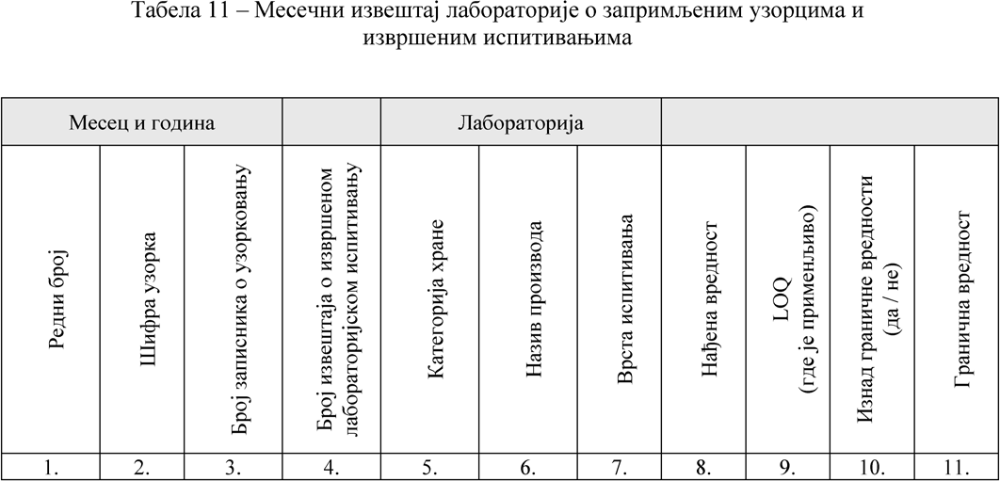 Табела 11 – Месечни извештај лабораторије о запримљеним узорцима и
извршеним испитивањима
Месец и година
Лабораторија
Редни број
Шифра узорка
Број записника о узорковању
Број извештаја о извршеном
лабораторијском испитивању
Категорија хране
Назив производа
Врста испитивања
Нађена вредност
LOQ
(где је применљиво)
Изнад граничне вредности
(да / не)
Гранична вредност
1. 2. 3. 4. 5. 6. 7. 8. 9. 10. 11.